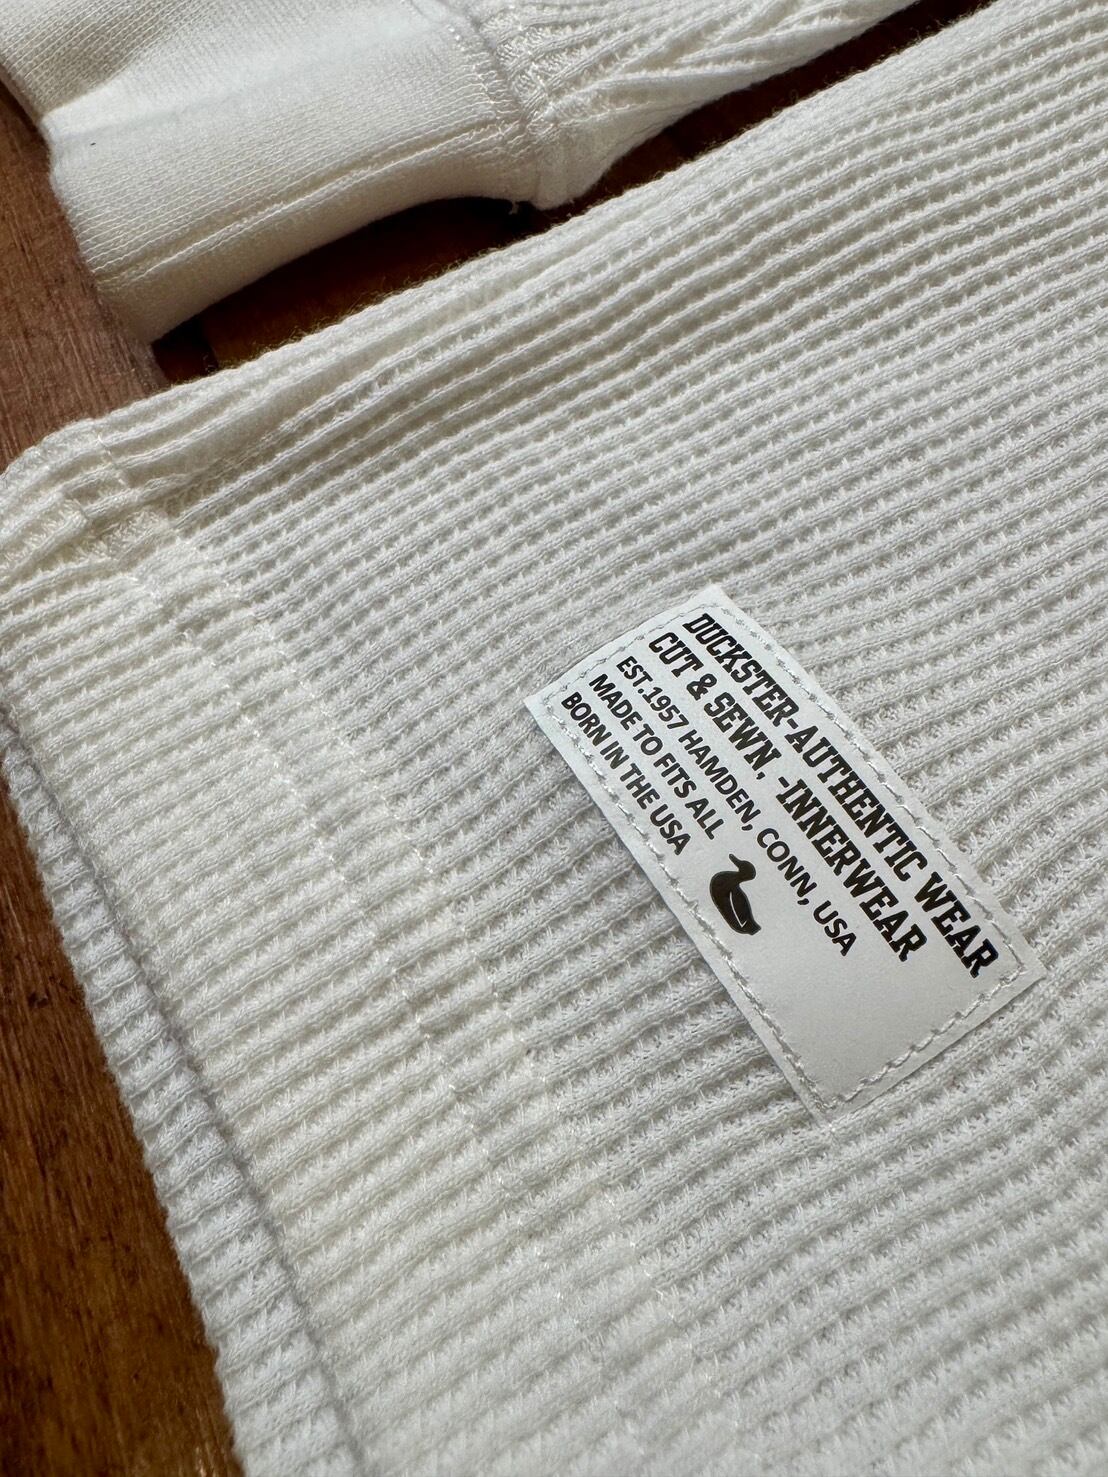 DUCKSTER-AUTHENTIC WEAR
CUT & SEWN, -INNERWEAR
EST.1957 HAMDEN, CONN, USA
MADE TO FITS ALL
BORN IN THE USA